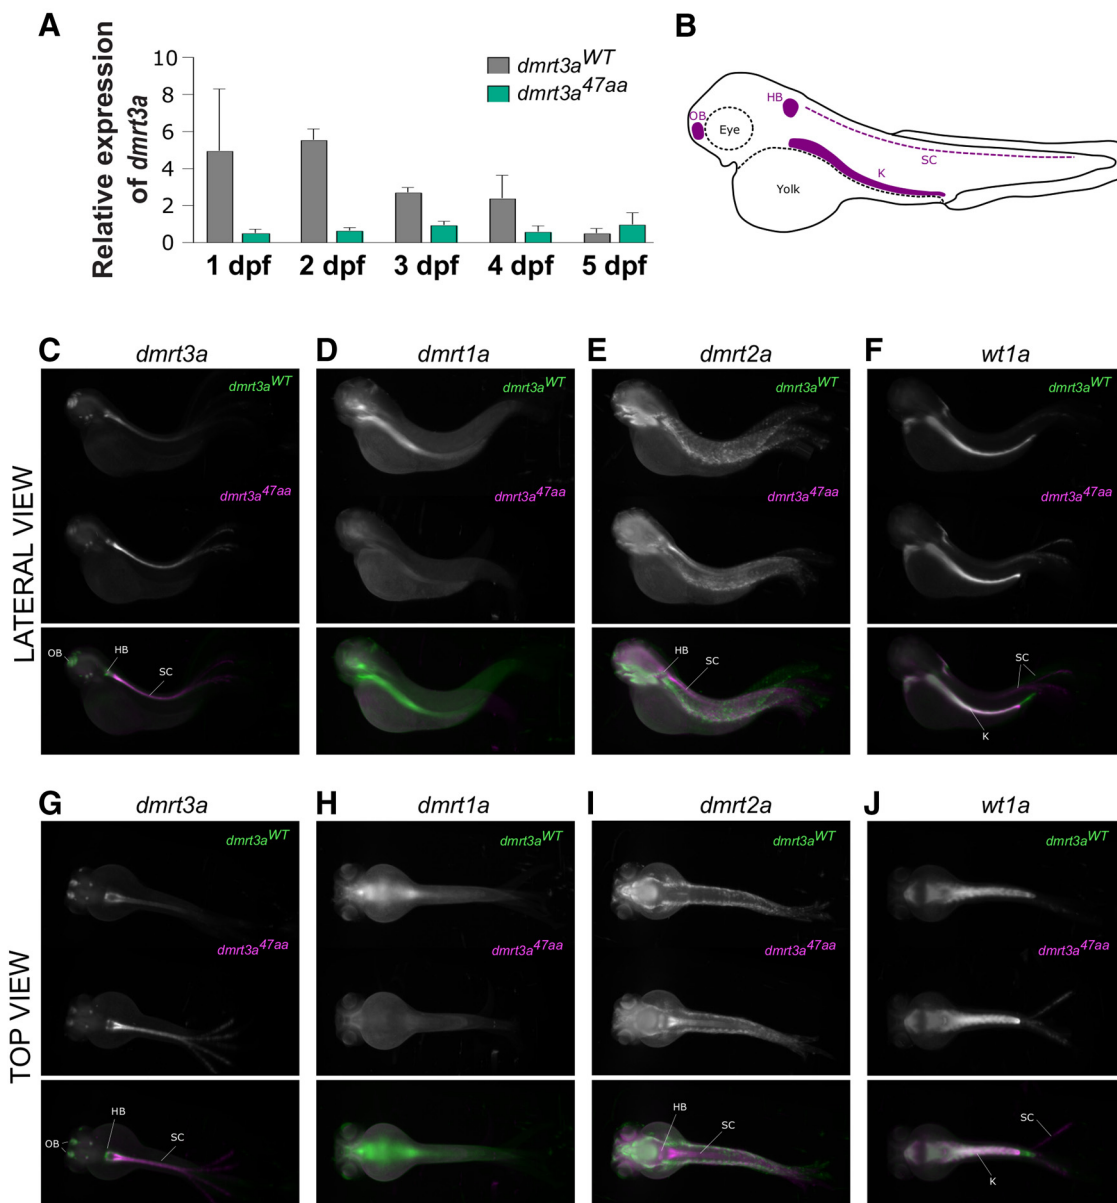 A
Relative expression
of dmrt3a
10
8
6
4
2
0
dmrt3aWT
dmrt3a47aa
1 dpf 2 dpf 3 dpf 4 dpf 5 dpf
B
HB
OB
Eye
SC
K
Yolk
LATERAL VIEW
C dmrt3a
dmrt3aWT
dmrt3a47aa
OB
HB
SC
D dmrt1a
dmrt3aWT
dmrt3a47aa
E dmrt2a
dmrt3aWT
dmrt3a47aa
HB
SC
F wt1a
dmrt3aWT
dmrt3a47aa
SC
K
TOP VIEW
G dmrt3a
dmrt3aWT
dmrt3a47aa
HB
OB
SC
H dmrt1a
dmrt3aWT
dmrt3a47aa
I dmrt2a
dmrt3aWT
dmrt3a47aa
HB
SC
J wt1a
dmrt3aWT
dmrt3a47aa
SC
K